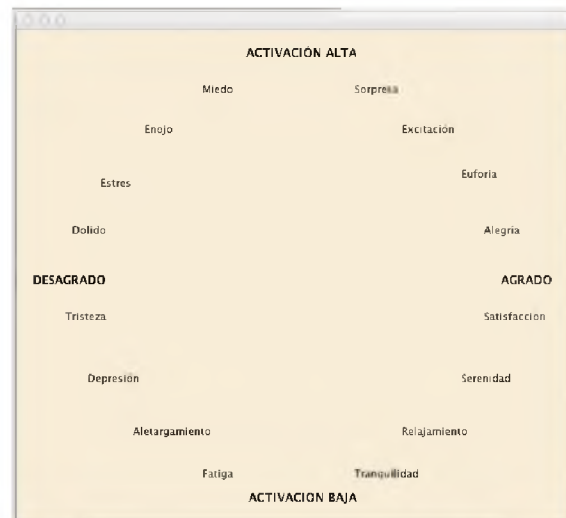 ACTIVACIÓN ALTA
Miedo Sorpresa
Enojo Excitación
Euforia
Estres
Dolido Alegria
DESAGRADO AGRADO
Tristeza Satisfaccion
Depresión Serenidad
Aletargamiento Relajamiento
Fatiga Tranquilidad
ACTIVACION BAJA